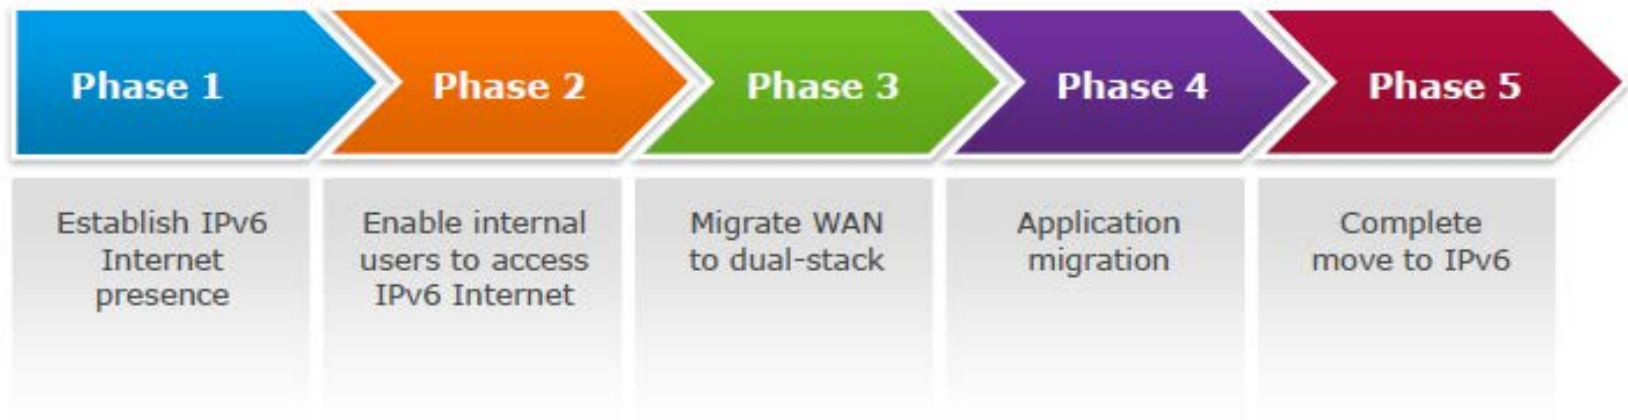 Phase 1
Phase 2
Phase 3
Phase 4
Phase 5
Establish IPv6
Internet
presence
Enable internal
users to access
IPv6 Internet
Migrate WAN
to dual-stack
Application
migration
Complete
move to IPv6